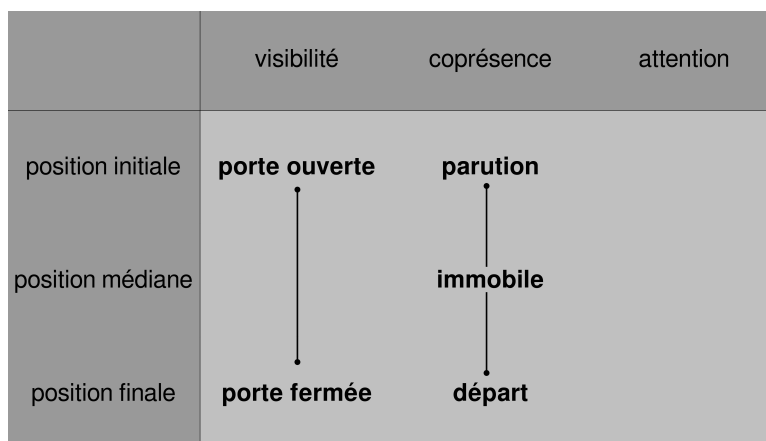 visibilité coprésence attention
position initiale porte ouverte parution
position médiane immobile
position finale porte fermée départ